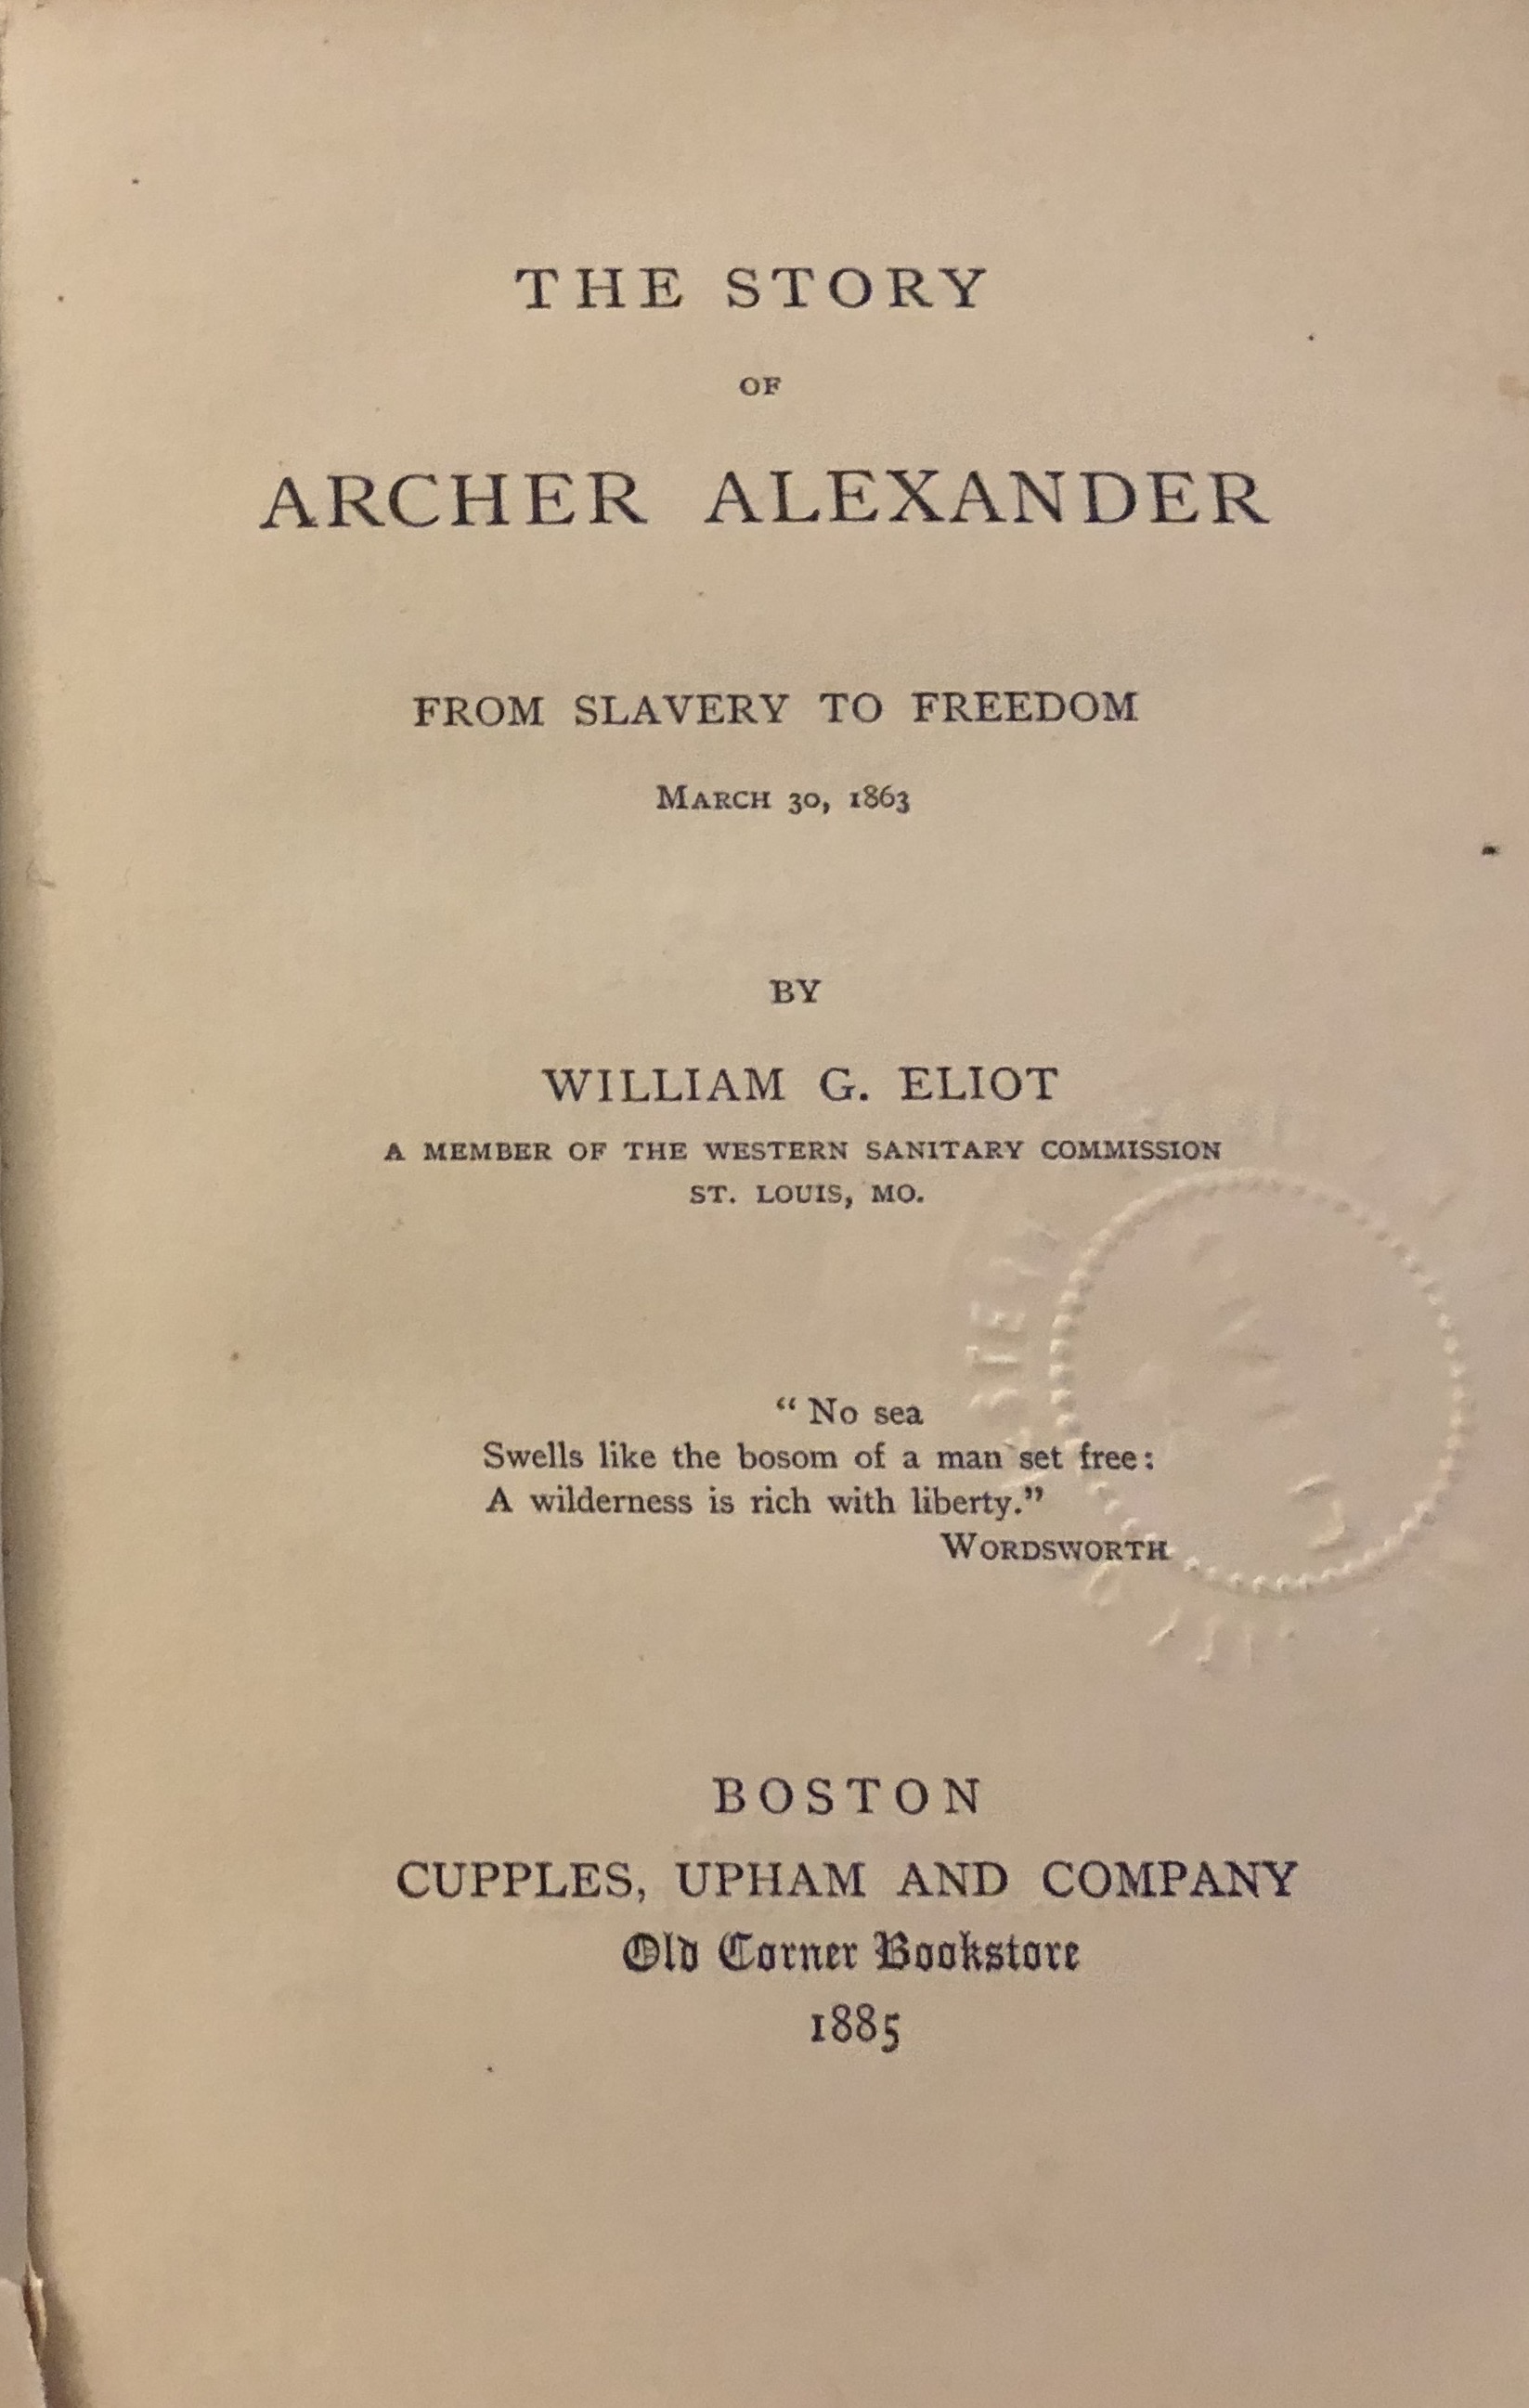 THE STORY
OF
ARCHER ALEXANDER
FROM SLAVERY TO FREEDOM
MARCH 30, 1863
BY
WILLIAM G. ELIOT
A MEMBER OF THE WESTERN SANITARY COMMISSION
ST. LOUIS, MO.
“No sea
Swells like the bosom of a man set free:
A wilderness is rich with liberty.”
WORDSWORTH
BOSTON
CUPPLES, UPHAM AND COMPANY
Old Corner Bookstore
1885